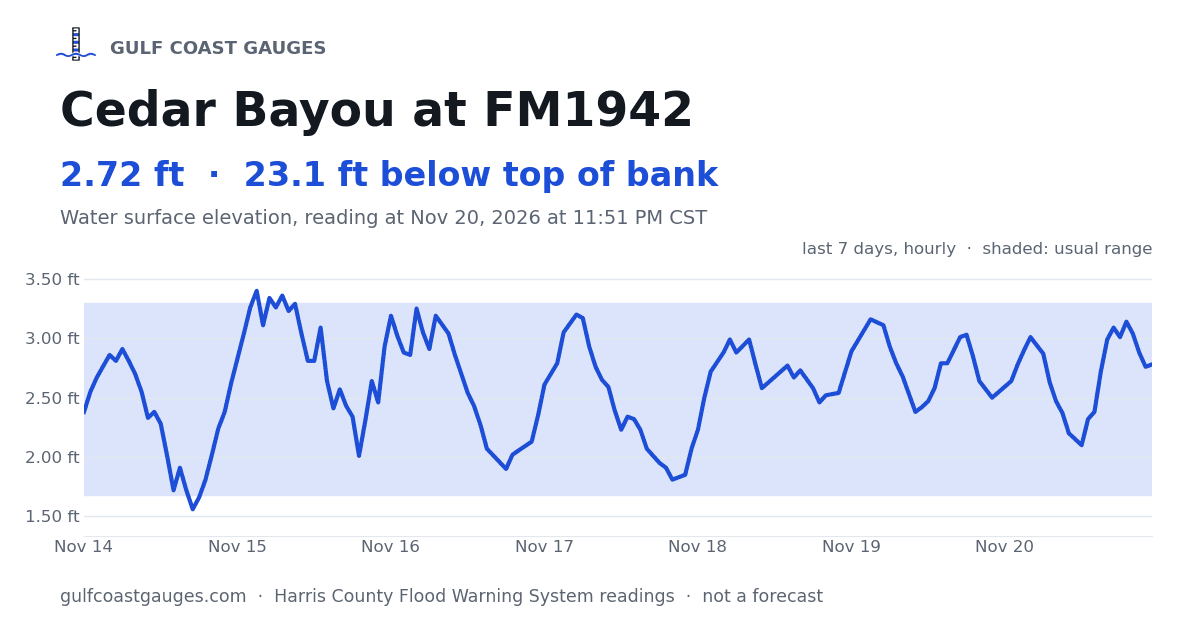 GULF COAST GAUGES
Cedar Bayou at FM1942
2.72 ft · 23.1 ft below top of bank
Water surface elevation, reading at Nov 20, 2026 at 11:51 PM CST
last 7 days, hourly · shaded: usual range
3.50 ft
3.00 ft
2.50 ft
2.00 ft
1.50 ft
Nov 14 Nov 15 Nov 16 Nov 17 Nov 18 Nov 19 Nov 20
gulfcoastgauges.com · Harris County Flood Warning System readings · not a forecast